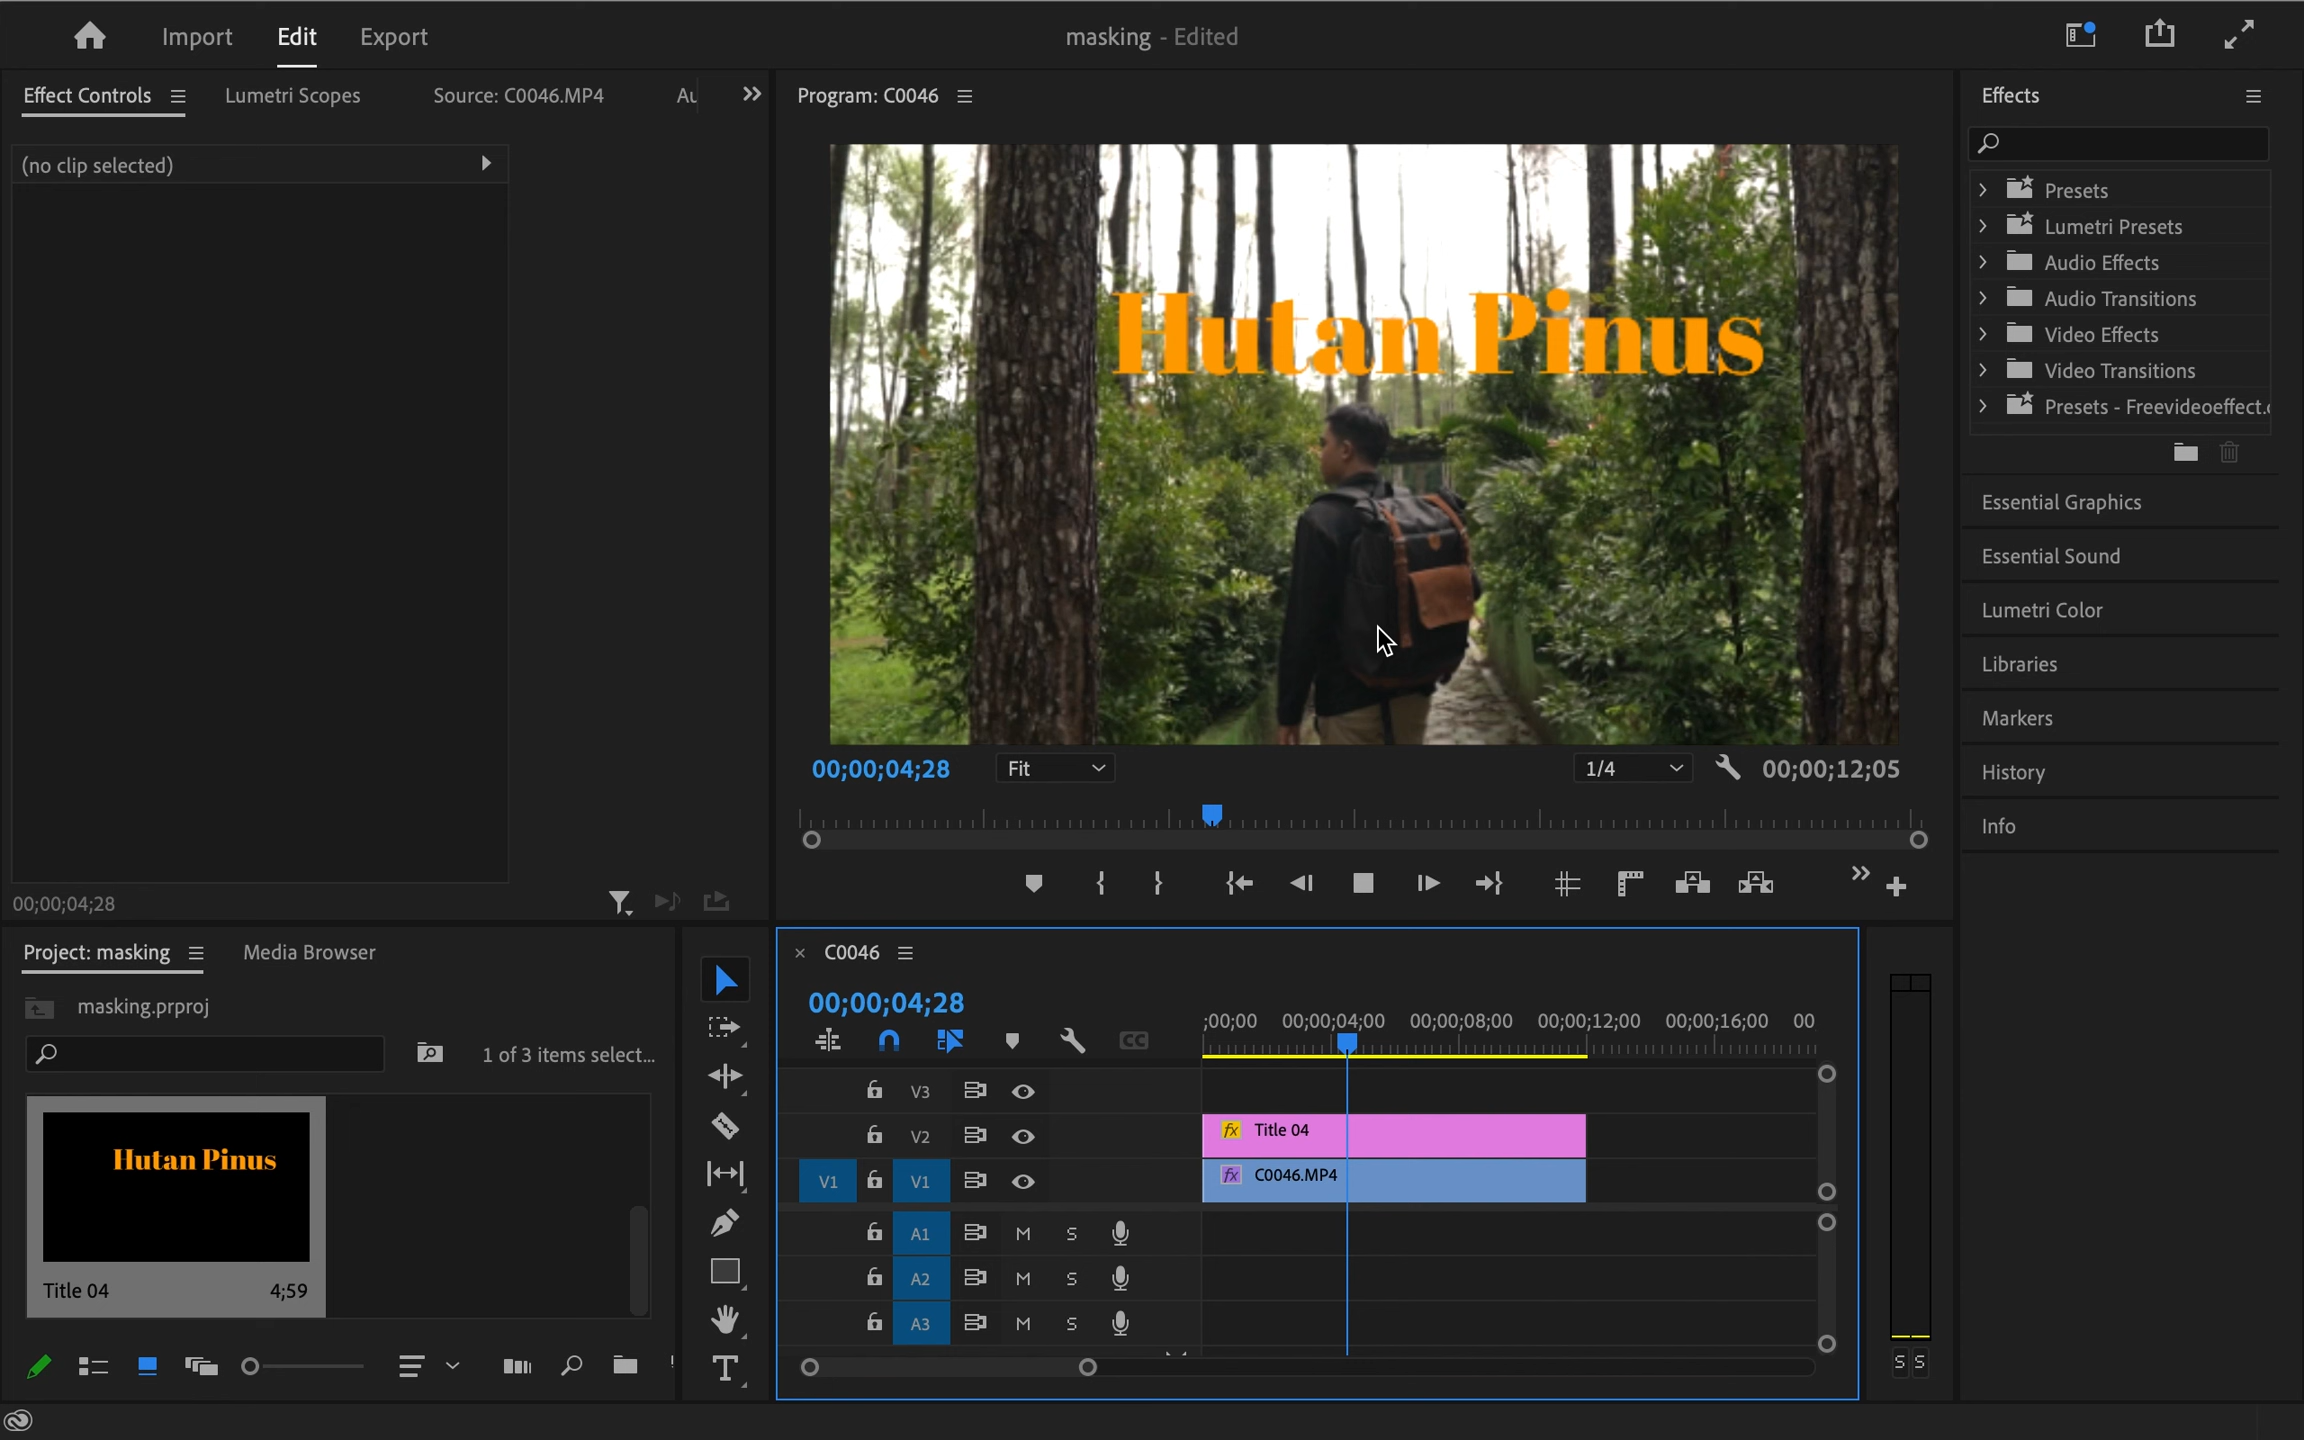 Import Edit Export
masking - Edited
Effect Controls Lumetri Scopes Source: C0046.MP4 Au
(no clip selected)
00;00;04;28
Program: C0046
Hutan Pinus
00;00;04;28 Fit 1/4 00;00;12;05
Effects
Presets
Lumetri Presets
Audio Effects
Audio Transitions
Video Effects
Video Transitions
Presets - Freevideoeffect.
Essential Graphics
Essential Sound
Lumetri Color
Libraries
Markers
History
Info
Project: masking Media Browser
masking.prproj
1 of 3 items select...
Hutan Pinus
Title 04 4;59
C0046
00;00;04;28
;00;00 00;00;04;00 00;00;08;00 00;00;12;00 00;00;16;00 00
CC
V3
V2 fx Title 04
V1 V1 fx C0046.MP4
A1 M S
A2 M S
A3 M S
S S